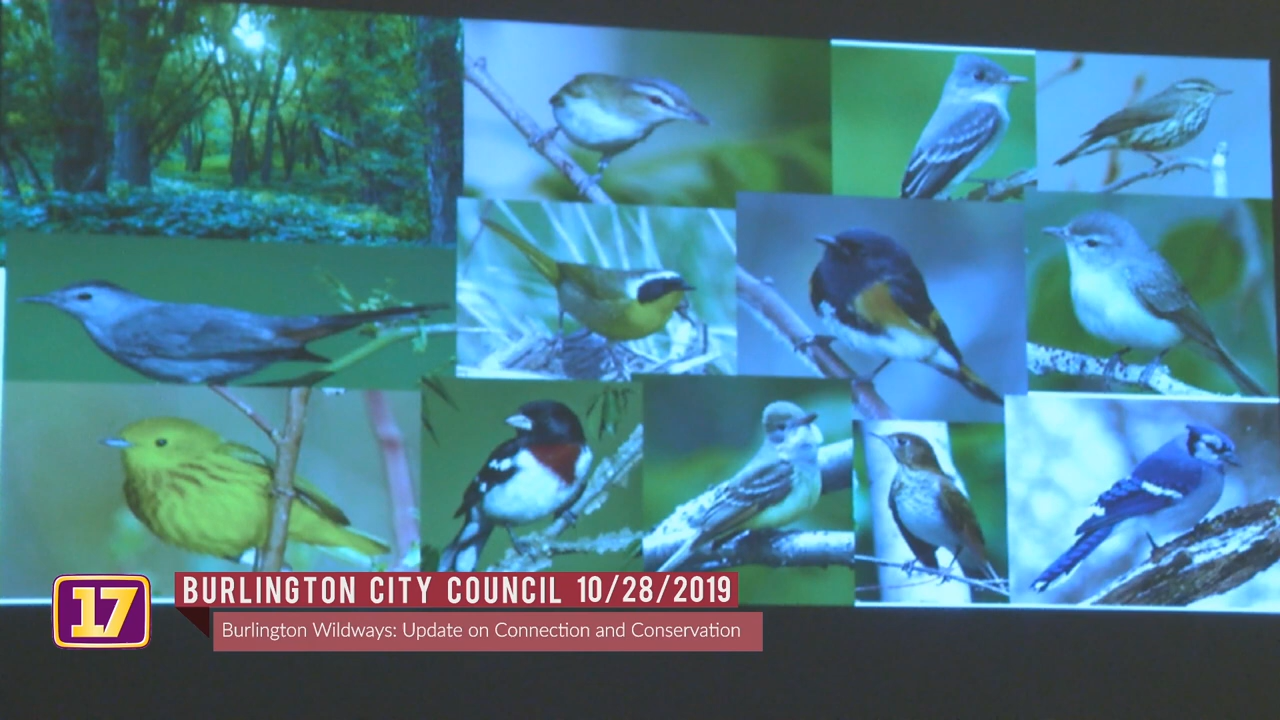 17
BURLINGTON CITY COUNCIL 10/28/2019
Burlington Wildways: Update on Connection and Conservation